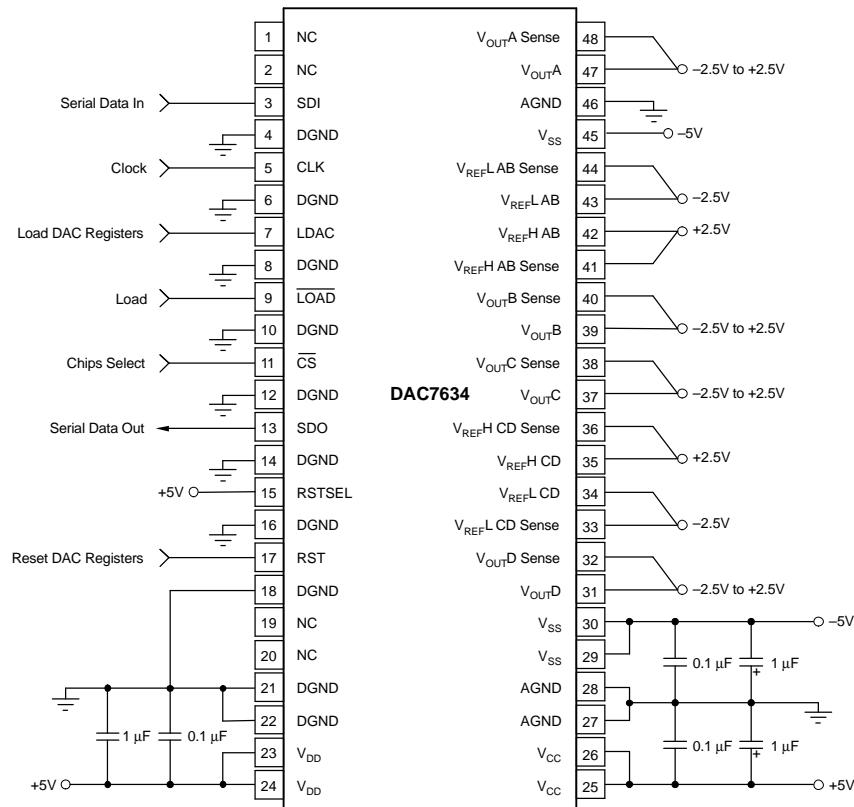 1 NC
2 NC
Serial Data In 3 SDI
4 DGND
Clock 5 CLK
6 DGND
Load DAC Registers 7 LDAC
8 DGND
Load 9 LOAD
10 DGND
Chips Select 11 CS
12 DGND
Serial Data Out 13 SDO
14 DGND
+5V 15 RSTSEL
16 DGND
Reset DAC Registers 17 RST
18 DGND
19 NC
20 NC
21 DGND
22 DGND
1 µF 0.1 µF
23 VDD
+5V 24 VDD
DAC7634
VOUTA Sense 48
VOUTA 47 –2.5V to +2.5V
AGND 46
VSS 45 –5V
VREFL AB Sense 44
VREFL AB 43 –2.5V
VREFH AB 42 +2.5V
VREFH AB Sense 41
VOUTB Sense 40
VOUTB 39 –2.5V to +2.5V
VOUTC Sense 38
VOUTC 37 –2.5V to +2.5V
VREFH CD Sense 36
VREFH CD 35 +2.5V
VREFL CD 34
VREFL CD Sense 33 –2.5V
VOUTD Sense 32
VOUTD 31 –2.5V to +2.5V
VSS 30 –5V
VSS 29
0.1 µF 1 µF
+
AGND 28
AGND 27
VCC 26
0.1 µF 1 µF
+
VCC 25 +5V